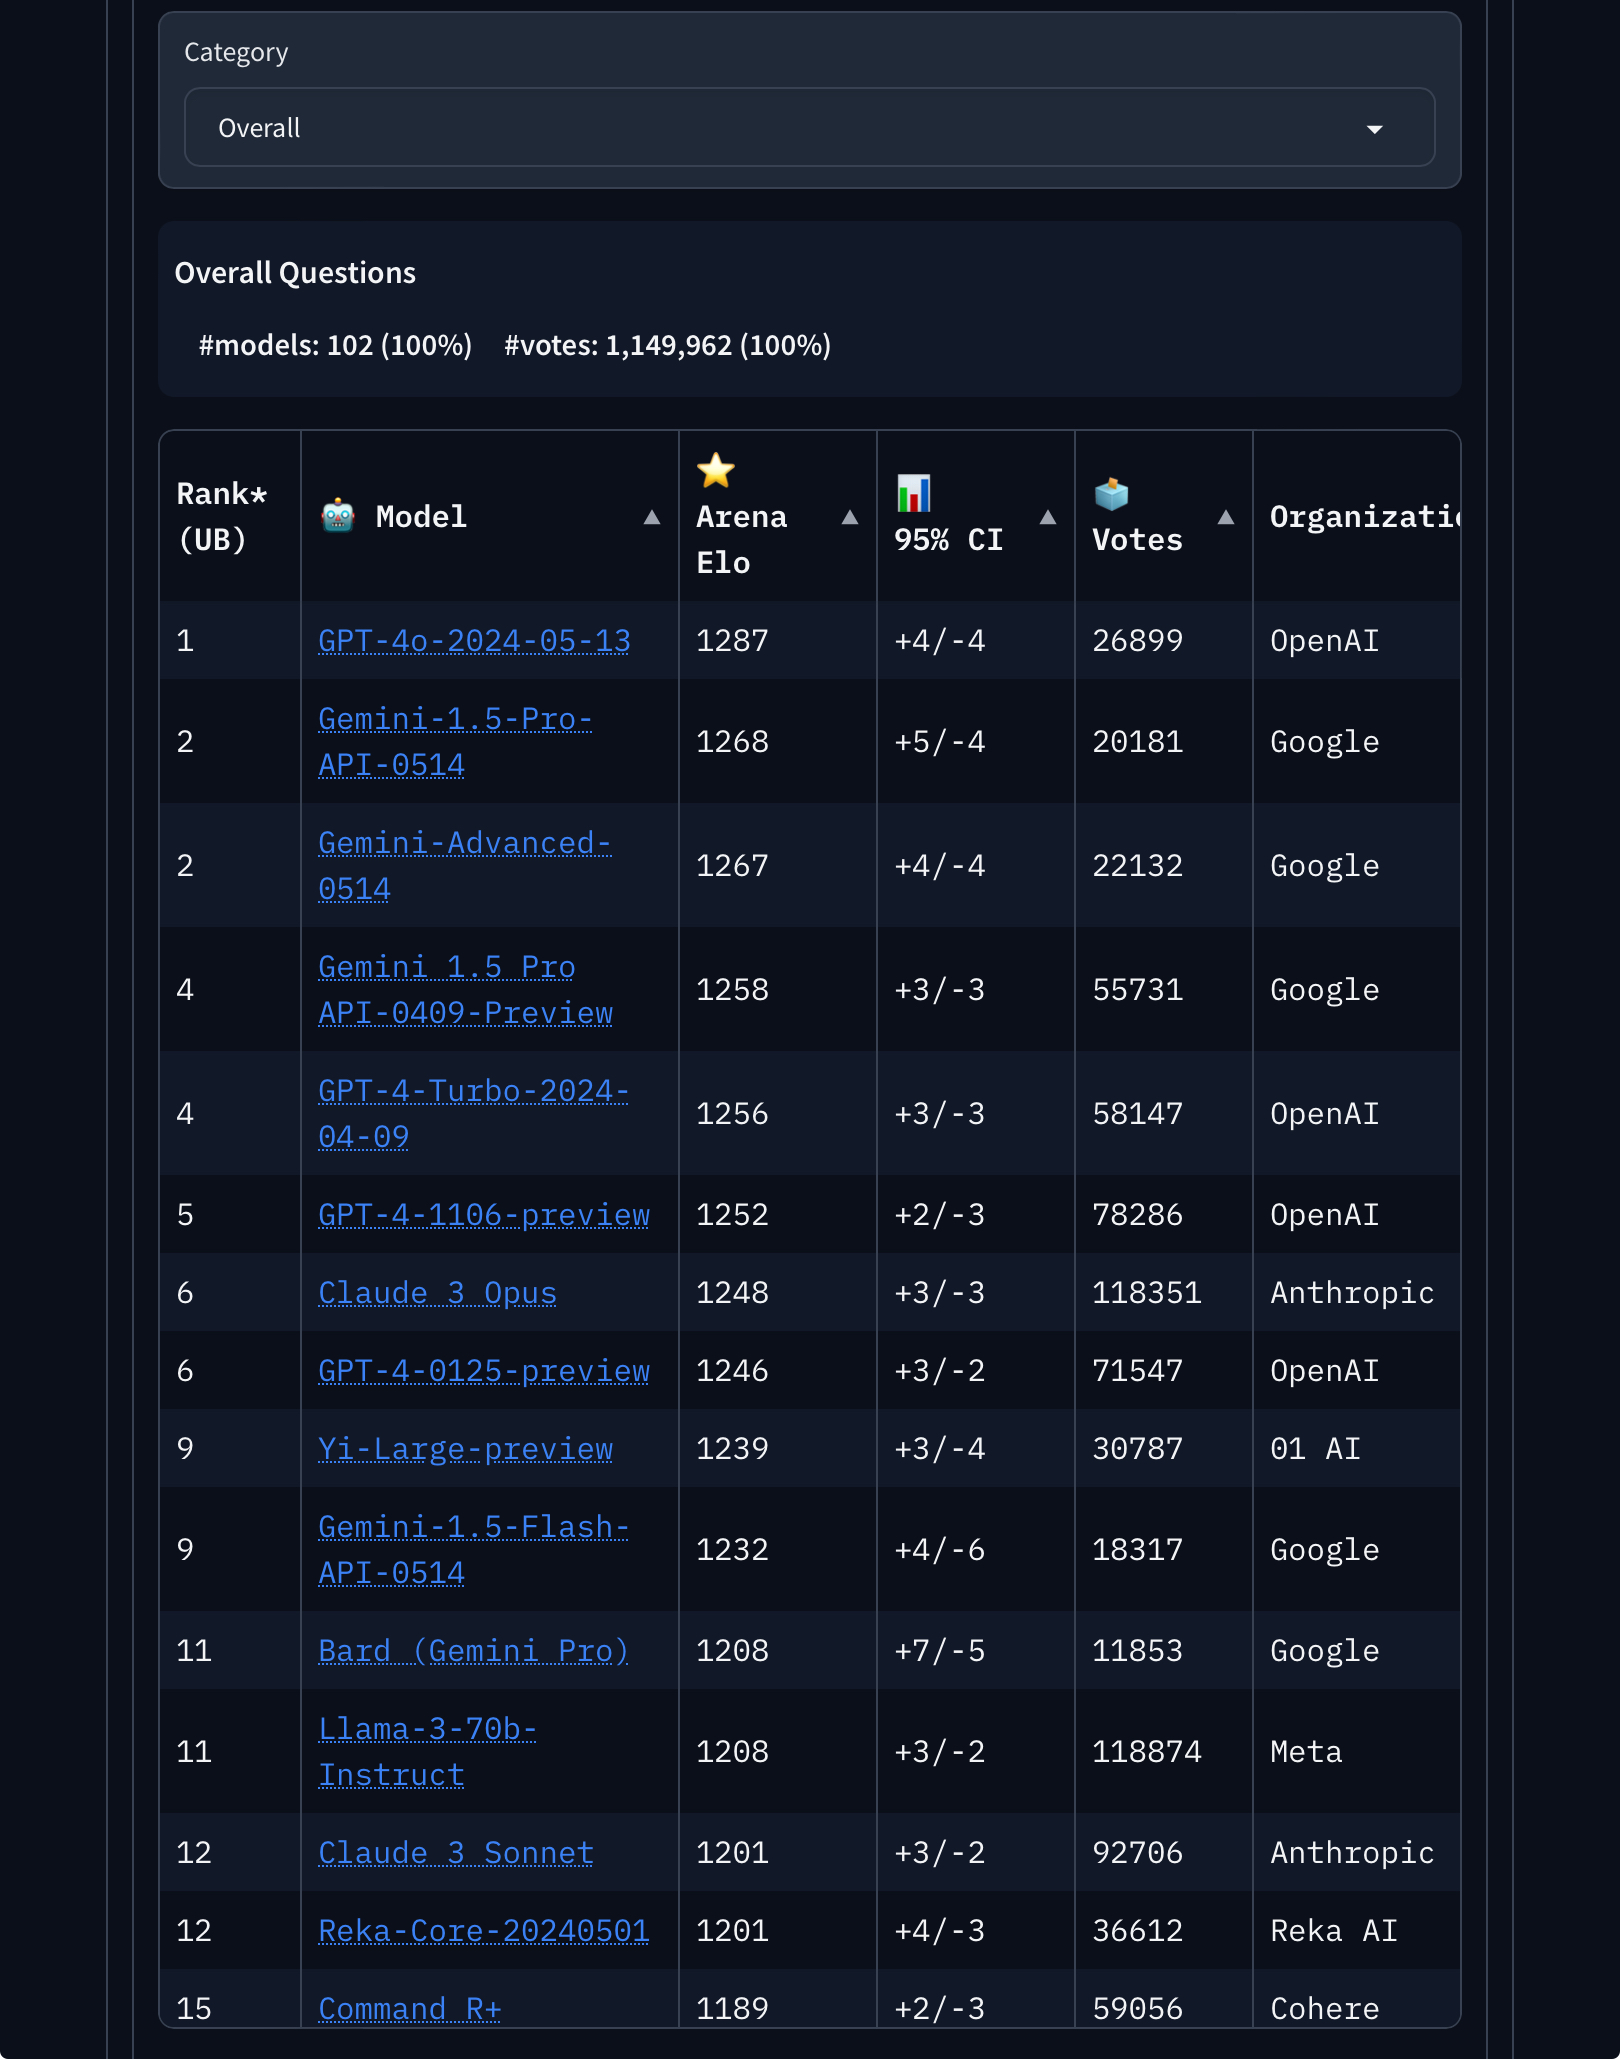 Category
Overall
Overall Questions
#models: 102 (100%) #votes: 1,149,962 (100%)
Rank* (UB) 🤖 Model ▲ ⭐ Arena Elo ▲ 📊 95% CI ▲ 🗳️ Votes ▲ Organizatio
1 GPT-4o-2024-05-13 1287 +4/-4 26899 OpenAI
2 Gemini-1.5-Pro-API-0514 1268 +5/-4 20181 Google
2 Gemini-Advanced-0514 1267 +4/-4 22132 Google
4 Gemini 1.5 Pro API-0409-Preview 1258 +3/-3 55731 Google
4 GPT-4-Turbo-2024-04-09 1256 +3/-3 58147 OpenAI
5 GPT-4-1106-preview 1252 +2/-3 78286 OpenAI
6 Claude 3 Opus 1248 +3/-3 118351 Anthropic
6 GPT-4-0125-preview 1246 +3/-2 71547 OpenAI
9 Yi-Large-preview 1239 +3/-4 30787 01 AI
9 Gemini-1.5-Flash-API-0514 1232 +4/-6 18317 Google
11 Bard (Gemini Pro) 1208 +7/-5 11853 Google
11 Llama-3-70b-Instruct 1208 +3/-2 118874 Meta
12 Claude 3 Sonnet 1201 +3/-2 92706 Anthropic
12 Reka-Core-20240501 1201 +4/-3 36612 Reka AI
15 Command R+ 1189 +2/-3 59056 Cohere